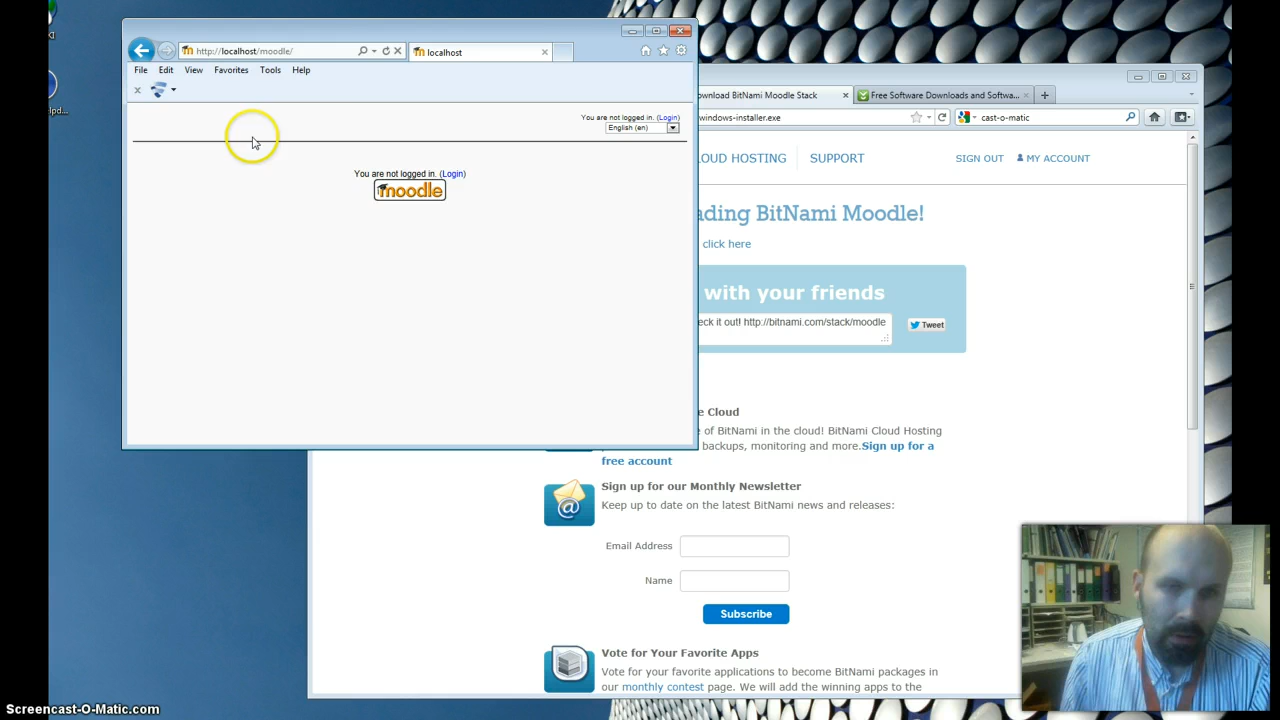 xt
lpd...
http://localhost/moodle/
localhost
File Edit View Favorites Tools Help
You are not logged in. (Login)
English (en)
You are not logged in. (Login)
moodle
ownload BitNami Moodle Stack
Free Software Downloads and Softwa...
windows-installer.exe
cast-o-matic
OUD HOSTING SUPPORT SIGN OUT MY ACCOUNT
ading BitNami Moodle!
click here
with your friends
eck it out! http://bitnami.com/stack/moodle
Tweet
e Cloud
e of BitNami in the cloud! BitNami Cloud Hosting
backups, monitoring and more.Sign up for a
free account
Sign up for our Monthly Newsletter
Keep up to date on the latest BitNami news and releases:
Email Address
Name
Subscribe
Vote for Your Favorite Apps
Vote for your favorite applications to become BitNami packages in
our monthly contest page. We will add the winning apps to the
Screencast-O-Matic.com